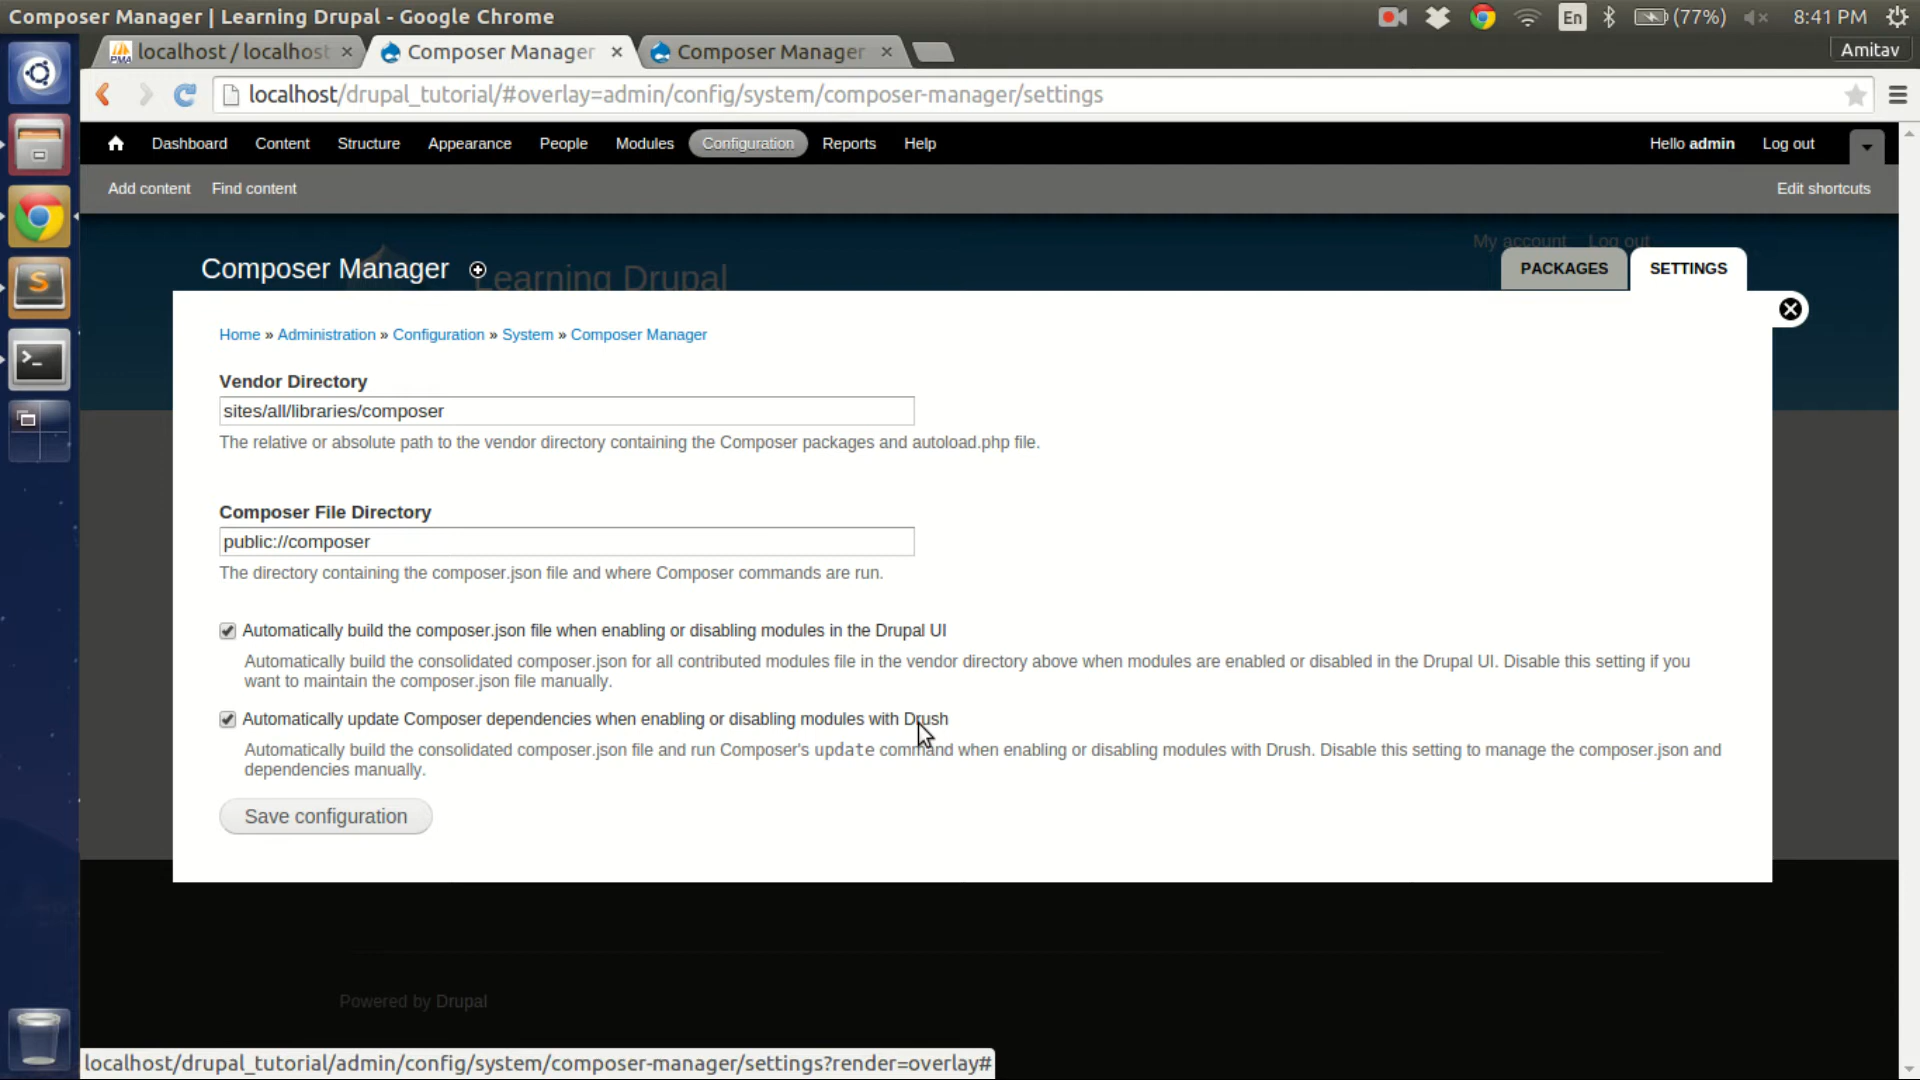 Composer Manager | Learning Drupal - Google Chrome
En
(77%)
8:41 PM
localhost / localhost
Composer Manager
Composer Manager
Amitav
localhost/drupal_tutorial/#overlay=admin/config/system/composer-manager/settings
Dashboard Content Structure Appearance People Modules Configuration Reports Help
Hello admin Log out
Add content Find content
Edit shortcuts
My account Log out
Composer Manager
Learning Drupal
PACKAGES
SETTINGS
Home » Administration » Configuration » System » Composer Manager
Vendor Directory
sites/all/libraries/composer
The relative or absolute path to the vendor directory containing the Composer packages and autoload.php file.
Composer File Directory
public://composer
The directory containing the composer.json file and where Composer commands are run.
Automatically build the composer.json file when enabling or disabling modules in the Drupal UI
Automatically build the consolidated composer.json for all contributed modules file in the vendor directory above when modules are enabled or disabled in the Drupal UI. Disable this setting if you
want to maintain the composer.json file manually.
Automatically update Composer dependencies when enabling or disabling modules with Drush
Automatically build the consolidated composer.json file and run Composer's update command when enabling or disabling modules with Drush. Disable this setting to manage the composer.json and
dependencies manually.
Save configuration
Powered by Drupal
localhost/drupal_tutorial/admin/config/system/composer-manager/settings?render=overlay#